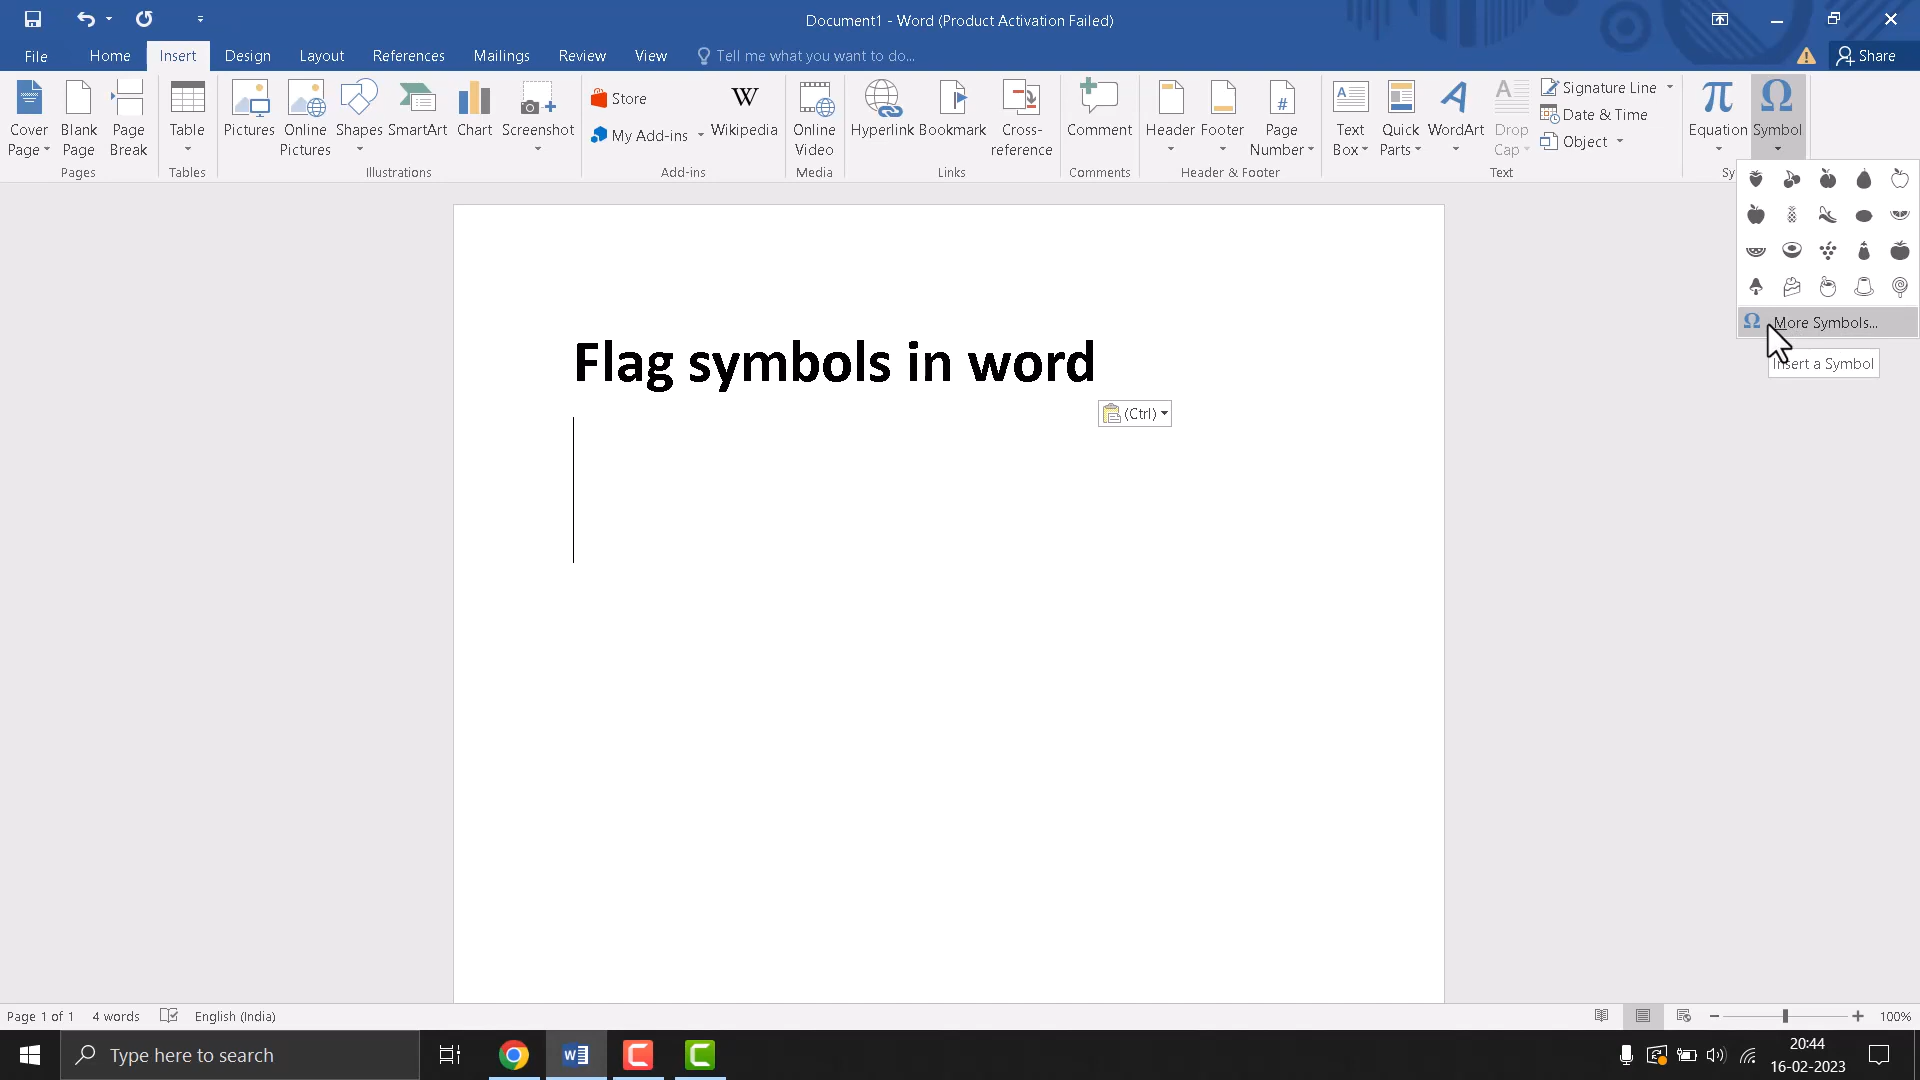 Document1 - Word (Product Activation Failed)
File Home Insert Design Layout References Mailings Review View Tell me what you want to do... Share
Cover Page
Blank Page
Page Break
Pages
Table
Tables
Pictures
Online Pictures
Shapes
SmartArt
Chart
Screenshot
Illustrations
Store
My Add-ins
W Wikipedia
Add-ins
Online Video
Media
Hyperlink
Bookmark
Cross-reference
Links
Comment
Comments
Header
Footer
# Page Number
Header & Footer
A Text Box
Quick Parts
A WordArt
A Drop Cap
Signature Line
Date & Time
Object
Text
π Equation
Ω Symbol
Sy
Ω More Symbols...
Insert a Symbol
Flag symbols in word
(Ctrl)
Page 1 of 1 4 words English (India) 100%
Type here to search
20:44
16-02-2023